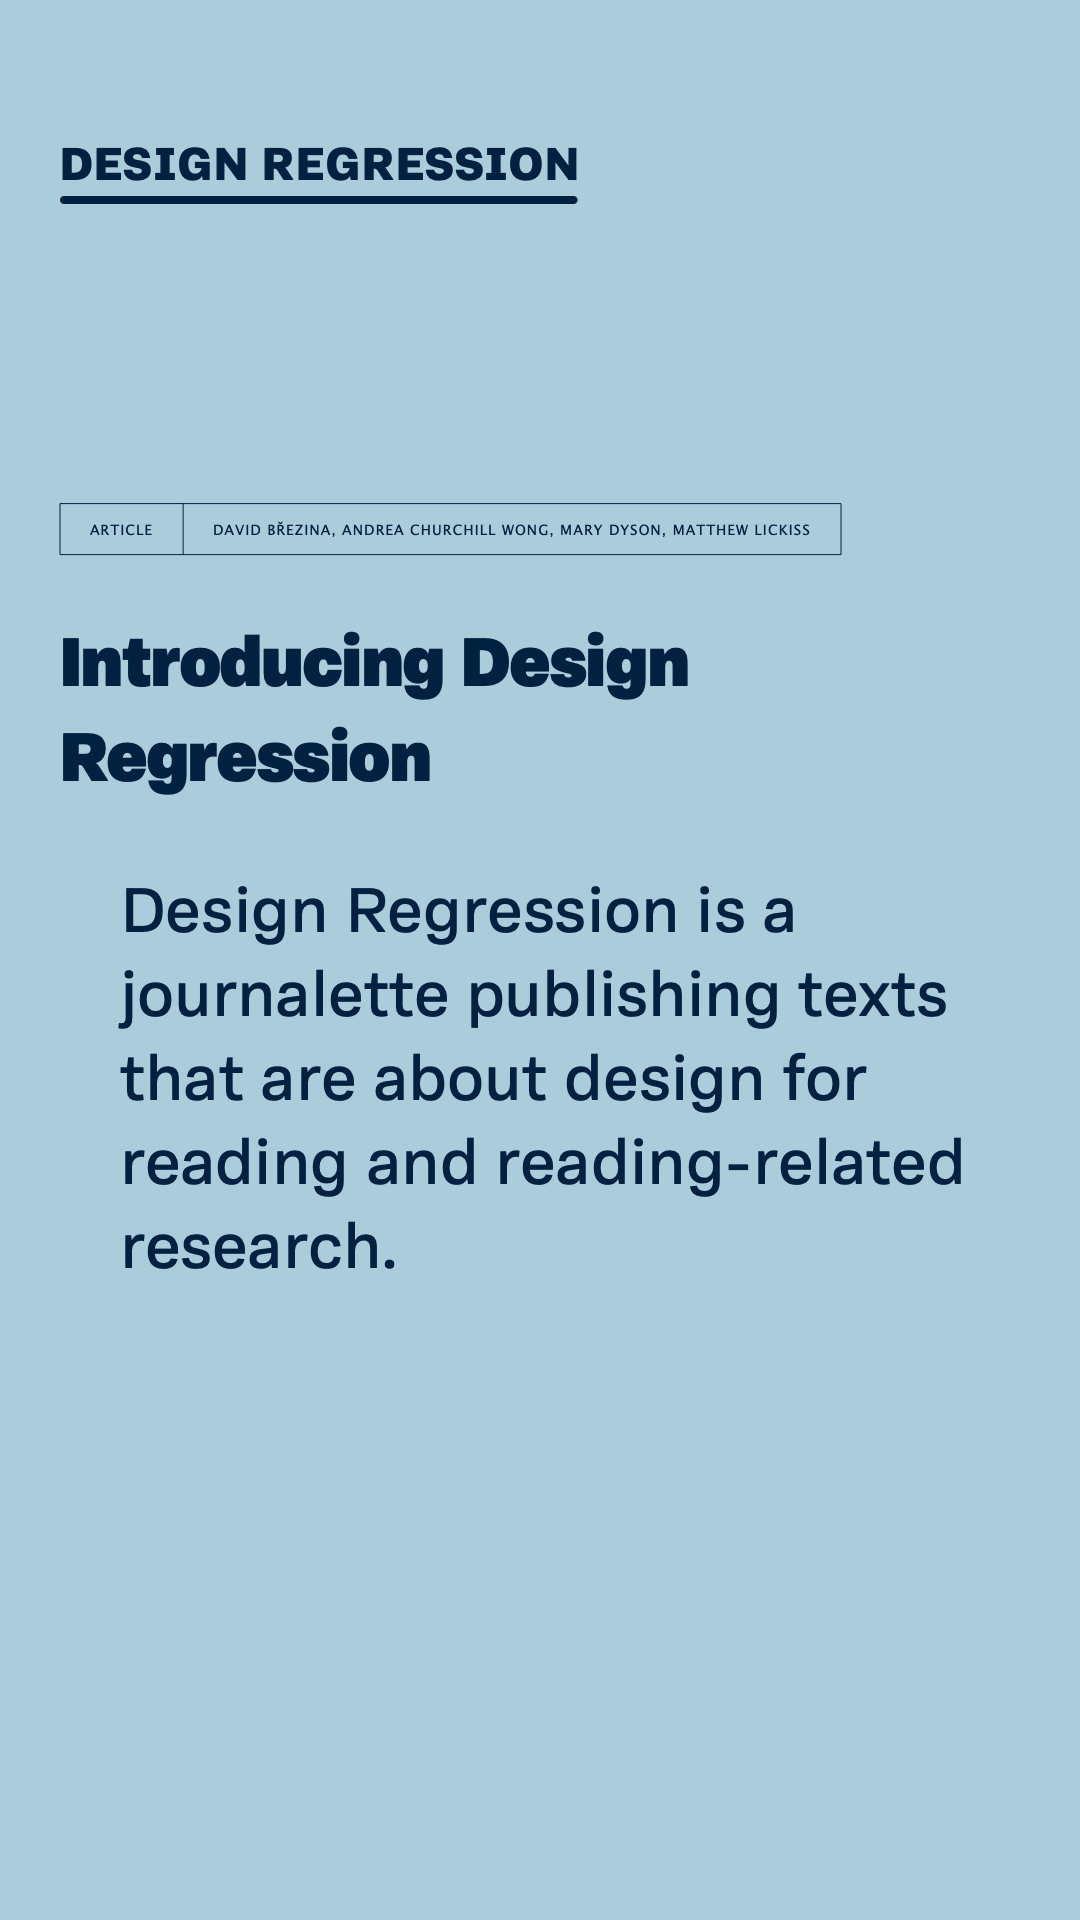 DESIGN REGRESSION
ARTICLE DAVID BŘEZINA, ANDREA CHURCHILL WONG, MARY DYSON, MATTHEW LICKISS
Introducing Design
Regression
Design Regression is a
journalette publishing texts
that are about design for
reading and reading-related
research.